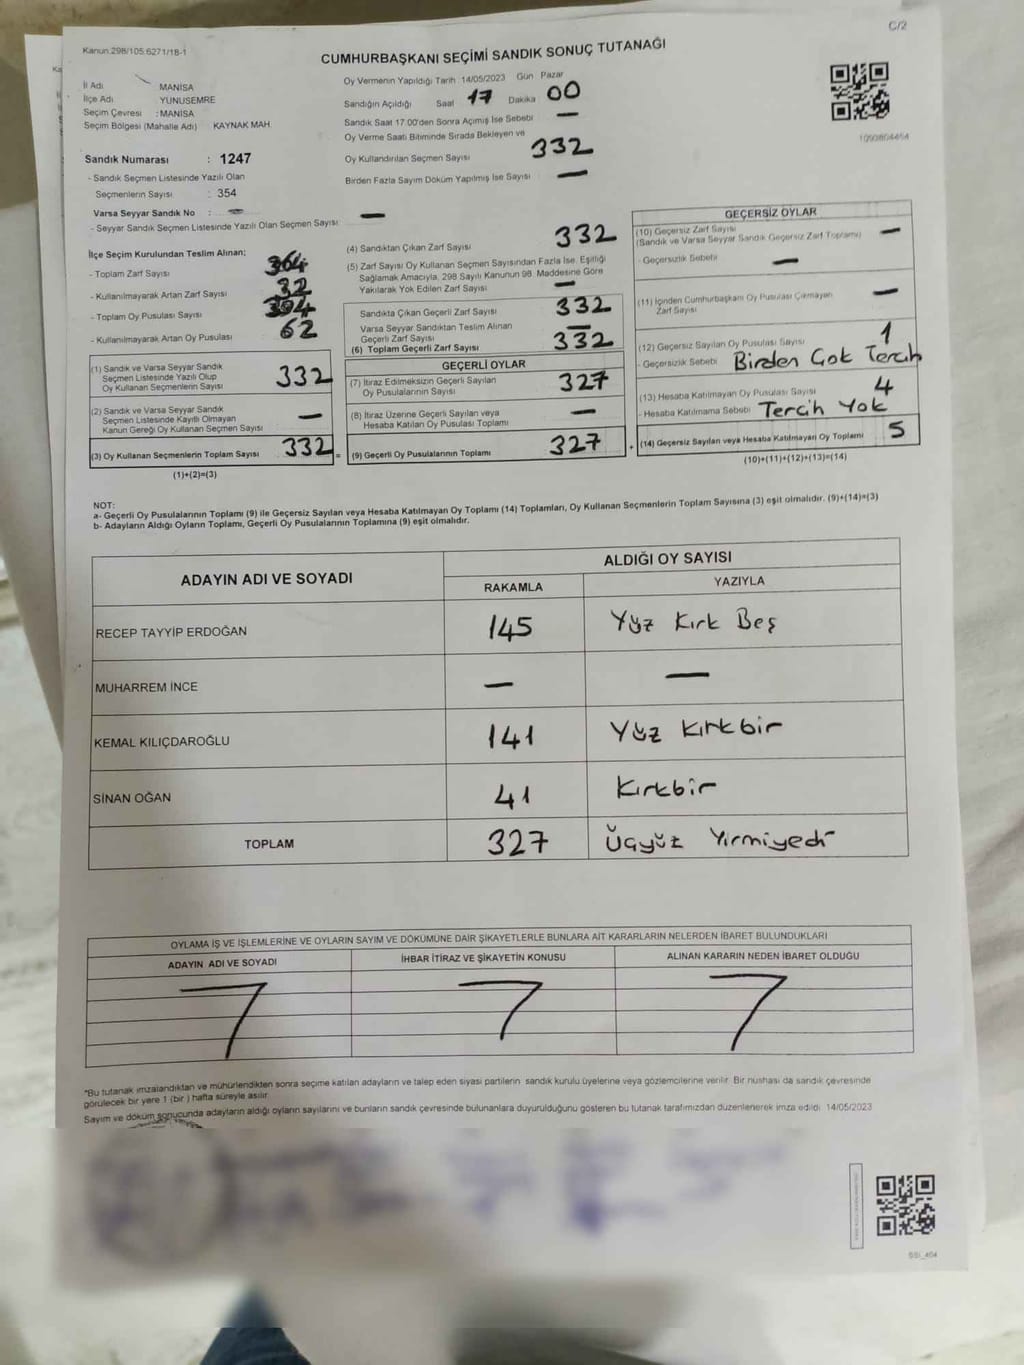 C/2
Kanun:298/105.6271/18-1
CUMHURBAŞKANI SEÇİMİ SANDIK SONUÇ TUTANAĞI
İl Adı MANİSA
İlçe Adı YUNUSEMRE
Seçim Çevresi : MANİSA
Seçim Bölgesi (Mahalle Adı) KAYNAK MAH.
Oy Vermenin Yapıldığı Tarih 14/05/2023 Gün Pazar
Sandığın Açıldığı Saat 17 Dakika 00
Sandık Saat 17.00'den Sonra Açımış İse Sebebi —
Oy Verme Saati Bitiminde Sırada Bekleyen ve
Oy Kullandırılan Seçmen Sayısı 332
Birden Fazla Sayım Döküm Yapılmış İse Sayısı —
Sandık Numarası : 1247
- Sandık Seçmen Listesinde Yazılı Olan
Seçmenlerin Sayısı : 354
Varsa Seyyar Sandık No : —
- Seyyar Sandık Seçmen Listesinde Yazılı Olan Seçmen Sayısı —
İlçe Seçim Kurulundan Teslim Alınan;
- Toplam Zarf Sayısı 364
- Kullanılmayarak Artan Zarf Sayısı 32
- Toplam Oy Pusulası Sayısı 394
- Kullanılmayarak Artan Oy Pusulası 62
(1) Sandık ve Varsa Seyyar Sandık
Seçmen Listesinde Yazılı Olup
Oy Kullanan Seçmenlerin Sayısı 332
(2) Sandık ve Varsa Seyyar Sandık
Seçmen Listesinde Kayıtlı Olmayan
Kanun Gereği Oy Kullanan Seçmen Sayısı —
(3) Oy Kullanan Seçmenlerin Toplam Sayısı 332 =
(1)+(2)=(3)
(4) Sandıktan Çıkan Zarf Sayısı 332
(5) Zarf Sayısı Oy Kullanan Seçmen Sayısından Fazla İse, Eşitliği
Sağlamak Amacıyla, 298 Sayılı Kanunun 98. Maddesine Göre
Yakılarak Yok Edilen Zarf Sayısı —
Sandıkta Çıkan Geçerli Zarf Sayısı 332
Varsa Seyyar Sandıktan Teslim Alınan
Geçerli Zarf Sayısı —
(6) Toplam Geçerli Zarf Sayısı 332
GEÇERLİ OYLAR
(7) İtiraz Edilmeksizin Geçerli Sayılan
Oy Pusulalarının Sayısı 327
(8) İtiraz Üzerine Geçerli Sayılan veya
Hesaba Katılan Oy Pusulası Toplamı —
(9) Geçerli Oy Pusulalarının Toplamı 327 +
GEÇERSİZ OYLAR
(10) Geçersiz Zarf Sayısı
(Sandık ve Varsa Seyyar Sandık Geçersiz Zarf Toplamı) —
- Geçersizlik Sebebi —
(11) İçinden Cumhurbaşkanı Oy Pusulası Çıkmayan
Zarf Sayısı —
(12) Geçersiz Sayılan Oy Pusulası Sayısı 1
- Geçersizlik Sebebi Birden Çok Tercih
(13) Hesaba Katılmayan Oy Pusulası Sayısı 4
- Hesaba Katılmama Sebebi Tercih Yok
(14) Geçersiz Sayılan veya Hesaba Katılmayan Oy Toplamı 5
(10)+(11)+(12)+(13)=(14)
NOT:
a- Geçerli Oy Pusulalarının Toplamı (9) ile Geçersiz Sayılan veya Hesaba Katılmayan Oy Toplamı (14) Toplamları, Oy Kullanan Seçmenlerin Toplam Sayısına (3) eşit olmalıdır. (9)+(14)=(3)
b- Adayların Aldığı Oyların Toplamı, Geçerli Oy Pusulalarının Toplamına (9) eşit olmalıdır.
ADAYIN ADI VE SOYADI ALDIĞI OY SAYISI
RAKAMLA YAZIYLA
RECEP TAYYİP ERDOĞAN 145 Yüz Kırk Beş
MUHARREM İNCE — —
KEMAL KILIÇDAROĞLU 141 Yüz Kırkbir
SİNAN OĞAN 41 Kırkbir
TOPLAM 327 Üçyüz Yirmiyedi
OYLAMA İŞ VE İŞLEMLERİNE VE OYLARIN SAYIM VE DÖKÜMÜNE DAİR ŞİKAYETLERLE BUNLARA AİT KARARLARIN NELERDEN İBARET BULUNDUKLARI
ADAYIN ADI VE SOYADI İHBAR İTİRAZ VE ŞİKAYETİN KONUSU ALINAN KARARIN NEDEN İBARET OLDUĞU
*Bu tutanak imzalandıktan ve mühürlendikten sonra seçime katılan adayların ve talep eden siyasi partilerin sandık kurulu üyelerine veya gözlemcilerine verilir. Bir nüshası da sandık çevresinde
görülecek bir yere 1 (bir ) hafta süreyle asılır.
Sayım ve döküm sonucunda adayların aldığı oyların sayılarını ve bunların sandık çevresinde bulunanlara duyurulduğunu gösteren bu tutanak tarafımızdan düzenlenerek imza edildi. 14/05/2023
SSI_404